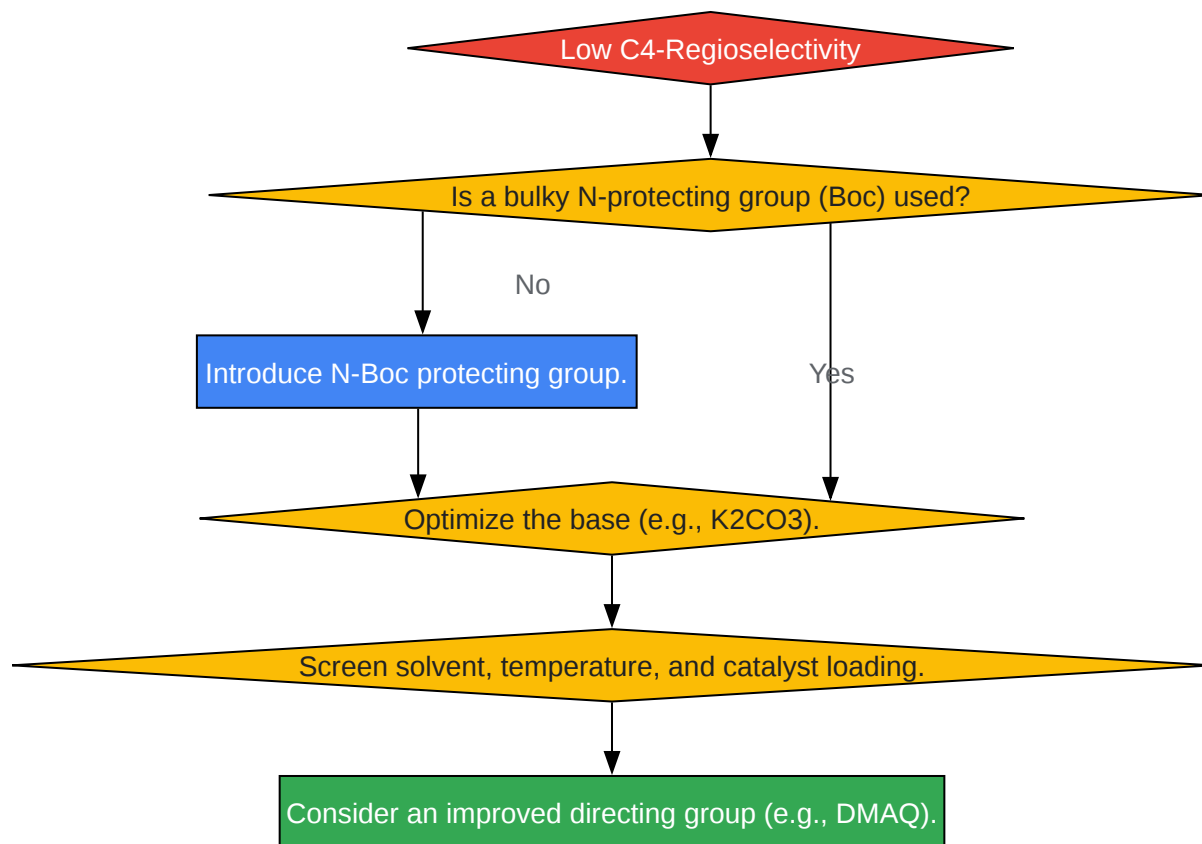 Low C4-Regioselectivity
Is a bulky N-protecting group (Boc) used?
No
Introduce N-Boc protecting group.
Yes
Optimize the base (e.g., K2CO3).
Screen solvent, temperature, and catalyst loading.
Consider an improved directing group (e.g., DMAQ).